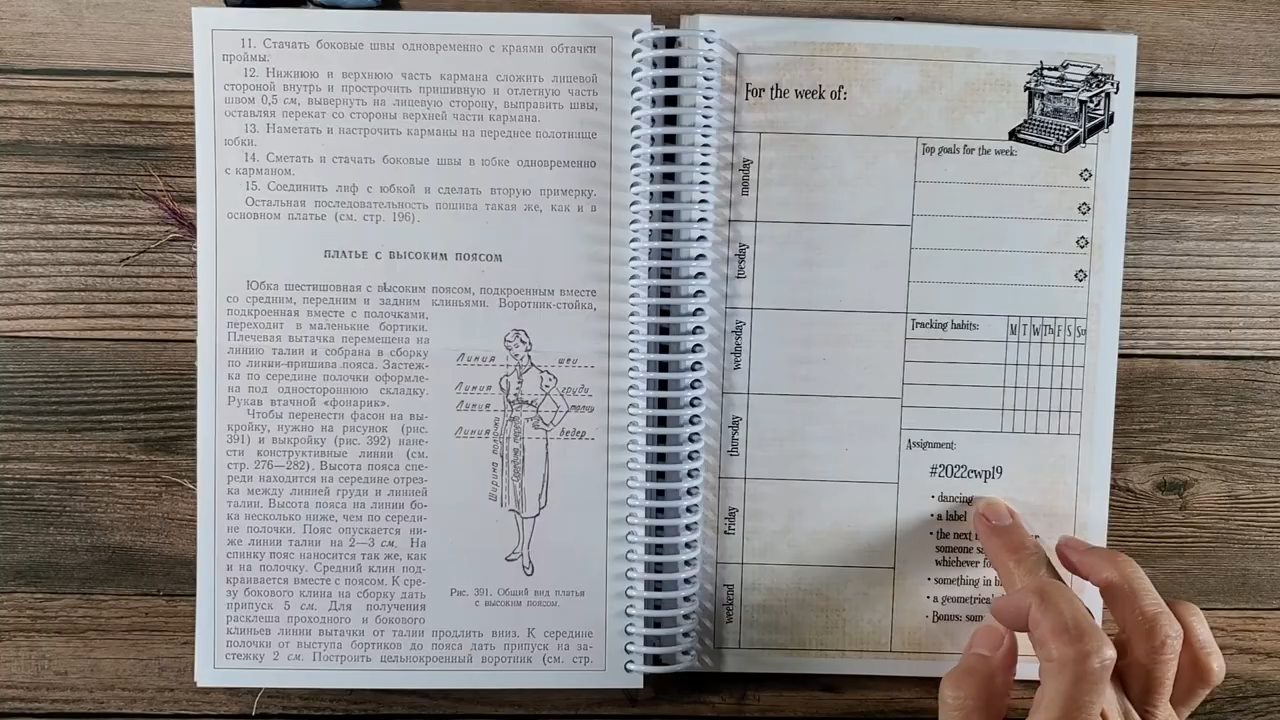 11. Стачать боковые швы одновременно с краями обтачки
проймы.
12. Нижнюю и верхнюю часть кармана сложить лицевой
стороной внутрь и прострочить пришивную и отлетную часть
швом 0,5 см, вывернуть на лицевую сторону, выправить швы,
оставляя перекат со стороны верхней части кармана.
13. Наметать и настрочить карманы на переднее полотнище
юбки.
14. Сметать и стачать боковые швы в юбке одновременно
с карманом.
15. Соединить лиф с юбкой и сделать вторую примерку.
Остальная последовательность пошива такая же, как и в
основном платье (см. стр. 196).
ПЛАТЬЕ С ВЫСОКИМ ПОЯСОМ
Юбка шестишовная с высоким поясом, подкроенным вместе
со средним, передним и задним клиньями. Воротник-стойка,
подкроенная вместе с полочками,
переходит в маленькие бортики.
Плечевая вытачка перемещена на
линию талии и собрана в сборку
по линии пришива пояса. Застеж-
ка по середине полочки оформле-
на под одностороннюю складку.
Рукав втачной «фонарик».
Чтобы перенести фасон на вы-
кройку, нужно на рисунок (рис.
391) и выкройку (рис. 392) нане-
сти конструктивные линии (см.
стр. 276—282). Высота пояса спе-
реди находится на середине отрез-
ка между линией груди и линией
талии. Высота пояса на линии бо-
ка несколько ниже, чем по середи-
не полочки. Пояс опускается ни-
же линии талии на 2—3 см. На
спинку пояс наносится так же, как
и на полочку. Средний клин под-
краивается вместе с поясом. К сре-
зу бокового клина на сборку дать
припуск 5 см. Для получения
расклеша проходного и бокового
клиньев линии вытачки от талии продлить вниз. К середине
полочки от выступа бортиков до пояса дать припуск на за-
стежку 2 см. Построить цельнокроеный воротник (см. стр.
Линия шеи
Линия груди
Линия талии
Линия бедер
Ширина полочки
Рис. 391. Общий вид платья
с высоким поясом.
For the week of:
monday
tuesday
wednesday
thursday
friday
weekend
Top goals for the week:
Tracking habits: M T W Th F S Su
Assignment:
#2022cwp19
• dancing
• a label
• the next
someone
whichever
• something in
• a geometrical
• Bonus: